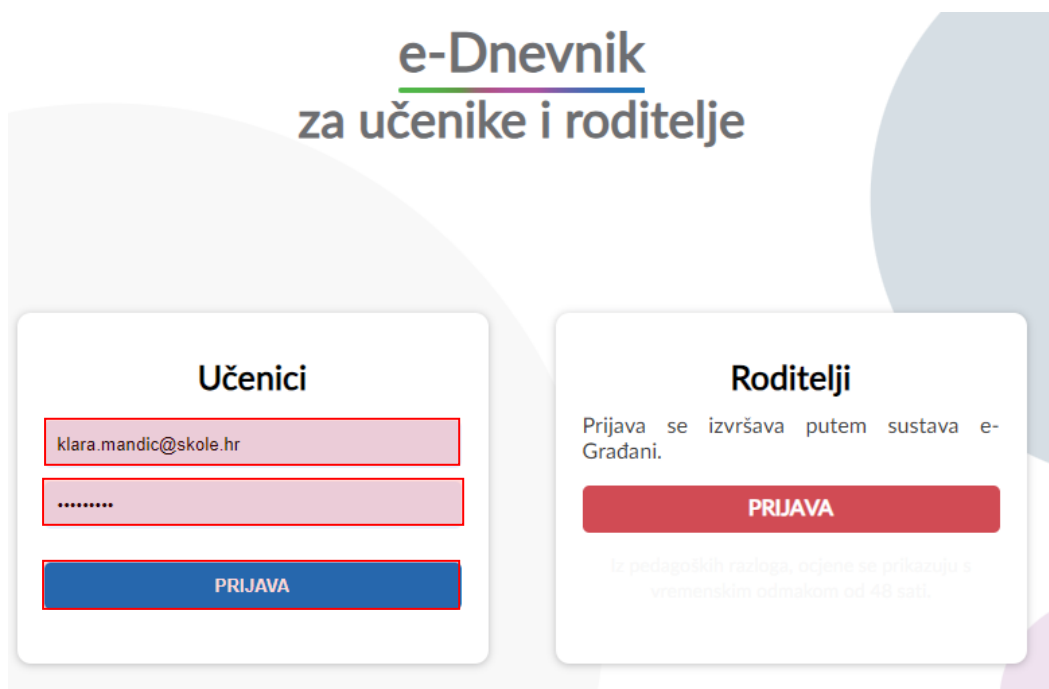 e-Dnevnik
za učenike i roditelje
Učenici
klara.mandic@skole.hr
•••••••••
PRIJAVA
Roditelji
Prijava se izvršava putem sustava e-
Građani.
PRIJAVA
Iz pedagoških razloga, ocjene se prikazuju s
vremenskim odmakom od 48 sati.